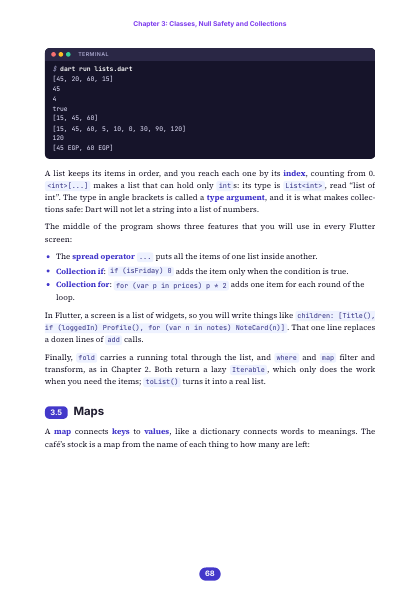 Chapter 3: Classes, Null Safety and Collections
TERMINAL
$ dart run lists.dart
[45, 20, 60, 15]
45
4
true
[15, 45, 60]
[15, 45, 60, 5, 10, 0, 30, 90, 120]
120
[45 EGP, 60 EGP]
A list keeps its items in order, and you reach each one by its index, counting from 0.
<int>[...] makes a list that can hold only int s: its type is List<int>, read “list of
int”. The type in angle brackets is called a type argument, and it is what makes collec-
tions safe: Dart will not let a string into a list of numbers.
The middle of the program shows three features that you will use in every Flutter
screen:
• The spread operator ... puts all the items of one list inside another.
• Collection if: if (isFriday) 0 adds the item only when the condition is true.
• Collection for: for (var p in prices) p * 2 adds one item for each round of the
loop.
In Flutter, a screen is a list of widgets, so you will write things like children: [Title(),
if (loggedIn) Profile(), for (var n in notes) NoteCard(n)]. That one line replaces
a dozen lines of add calls.
Finally, fold carries a running total through the list, and where and map filter and
transform, as in Chapter 2. Both return a lazy Iterable, which only does the work
when you need the items; toList() turns it into a real list.
3.5 Maps
A map connects keys to values, like a dictionary connects words to meanings. The
café’s stock is a map from the name of each thing to how many are left:
68